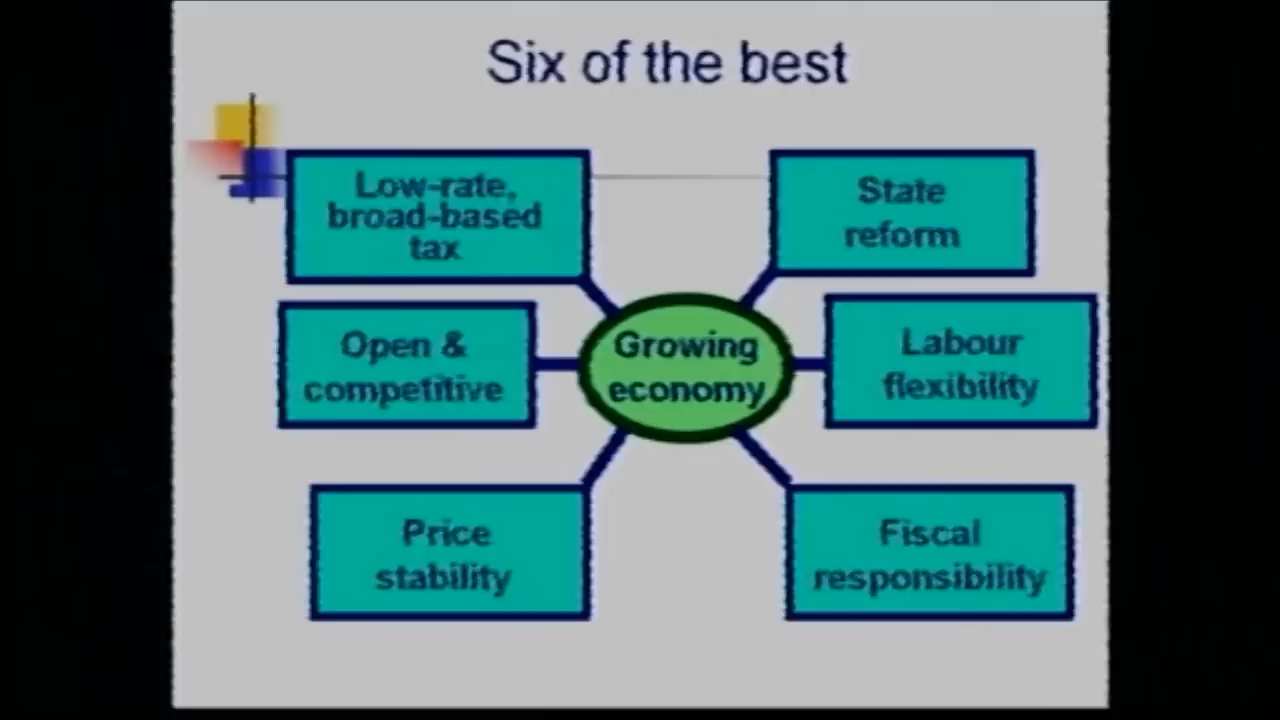 Six of the best
Low-rate,
broad-based
tax
State
reform
Open &
competitive
Growing
economy
Labour
flexibility
Price
stability
Fiscal
responsibility